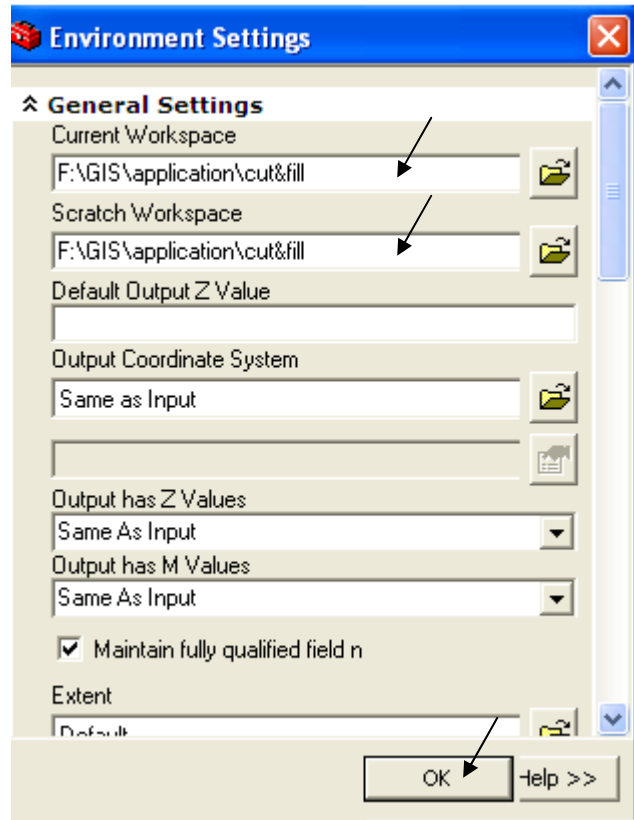 Environment Settings
General Settings
Current Workspace
F:\GIS\application\cut&fill
Scratch Workspace
F:\GIS\application\cut&fill
Default Output Z Value
Output Coordinate System
Same as Input
Output has Z Values
Same As Input
Output has M Values
Same As Input
Maintain fully qualified field n
Extent
Default
OK Help >>